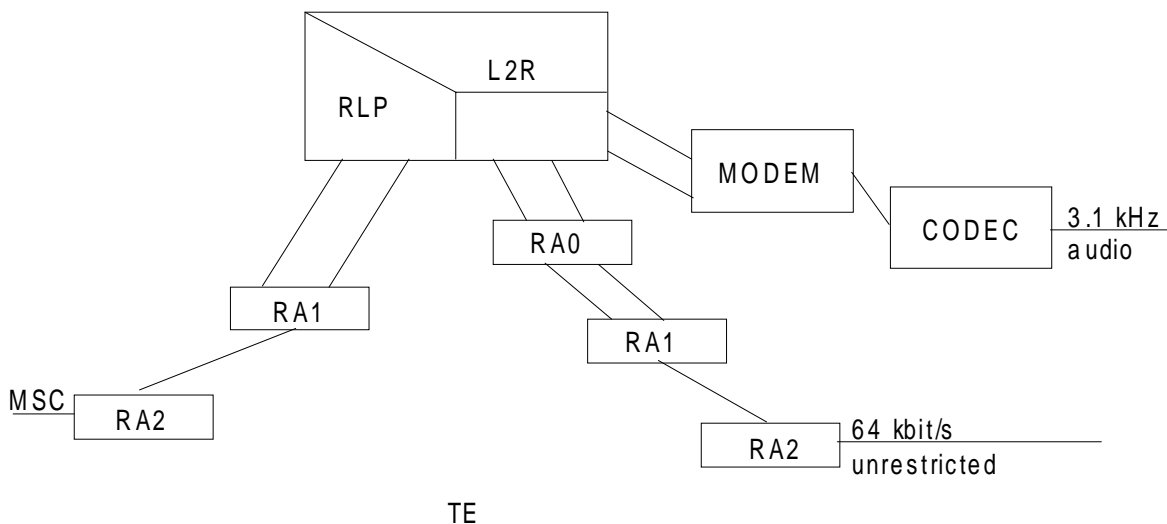 L2R
RLP
MODEM
CODEC
3.1 kHz
audio
RA0
RA1
RA1
MSC
RA2
RA2
64 kbit/s
unrestricted
TE